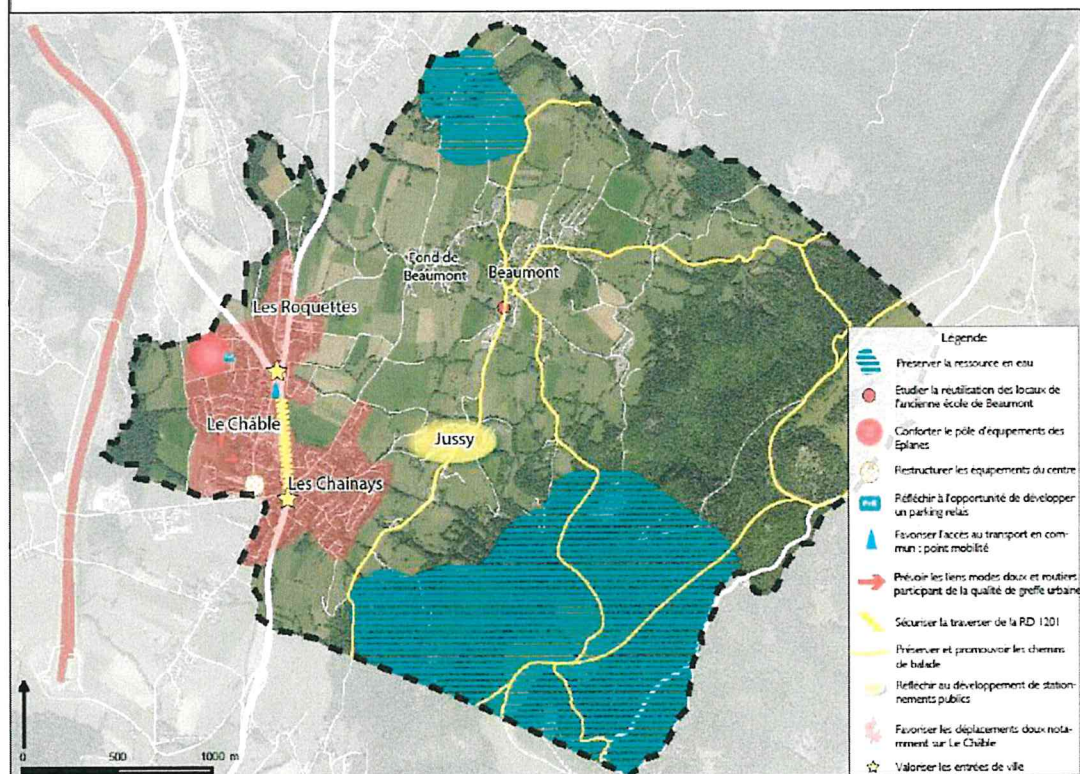 Fond de
Beaumont
Beaumont
Les Roquettes
Le Châble
Jussy
Les Chainays
Légende
Préserver la ressource en eau
Etudier la réutilisation des locaux de
l'ancienne école de Beaumont
Conforter le pôle d'équipements des
Eplanes
Restructurer les équipements du centre
P+R
Réfléchir à l'opportunité de développer
un parking relais
Favoriser l'accès au transport en com-
mun : point mobilité
Prévoir les liens modes doux et routiers
participant de la qualité de greffe urbaine
Sécuriser la traverser de la RD 1201
Préserver et promouvoir les chemins
de balade
Réfléchir au développement de station-
nements publics
Favoriser les déplacements doux nota-
mment sur Le Châble
Valoriser les entrées de ville
0 500 1000 m